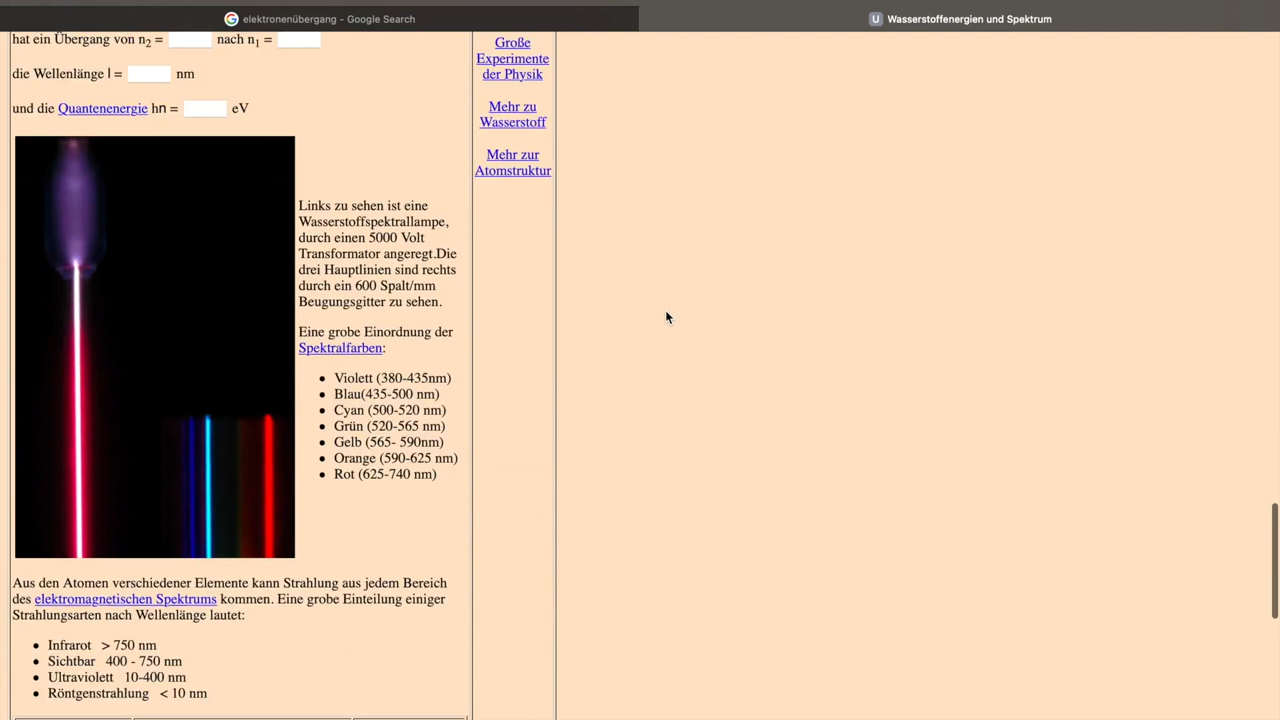 elektronenübergang - Google Search
U Wasserstoffenergien und Spektrum
hat ein Übergang von n2 = nach n1 =
die Wellenlänge l = nm
und die Quantenenergie hn = eV
Links zu sehen ist eine
Wasserstoffspektrallampe,
durch einen 5000 Volt
Transformator angeregt.Die
drei Hauptlinien sind rechts
durch ein 600 Spalt/mm
Beugungsgitter zu sehen.
Eine grobe Einordnung der
Spektralfarben:
• Violett (380-435nm)
• Blau(435-500 nm)
• Cyan (500-520 nm)
• Grün (520-565 nm)
• Gelb (565- 590nm)
• Orange (590-625 nm)
• Rot (625-740 nm)
Aus den Atomen verschiedener Elemente kann Strahlung aus jedem Bereich
des elektromagnetischen Spektrums kommen. Eine grobe Einteilung einiger
Strahlungsarten nach Wellenlänge lautet:
• Infrarot > 750 nm
• Sichtbar 400 - 750 nm
• Ultraviolett 10-400 nm
• Röntgenstrahlung < 10 nm
Große
Experimente
der Physik
Mehr zu
Wasserstoff
Mehr zur
Atomstruktur